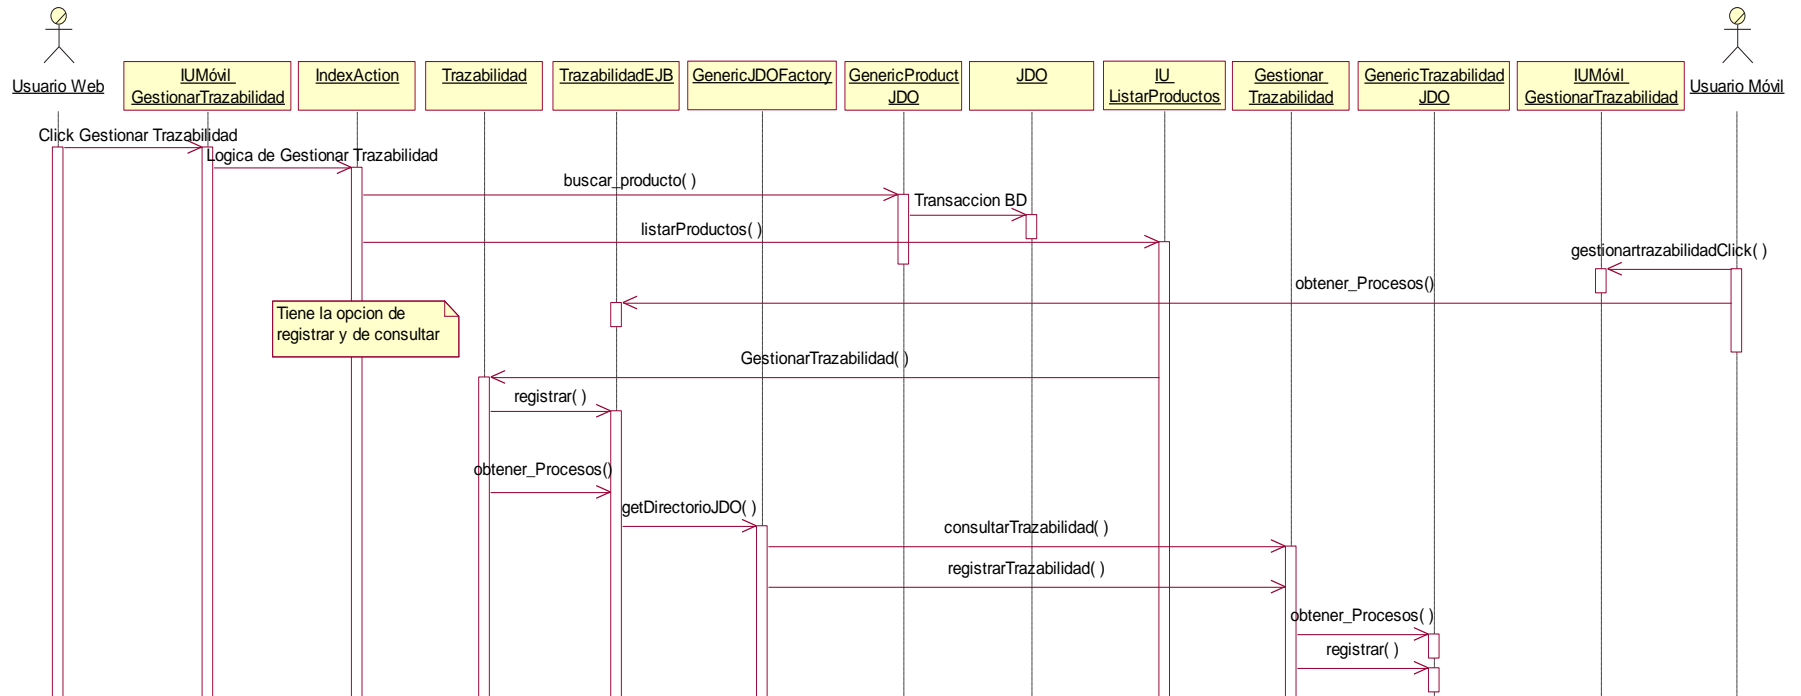 Usuario Web
IUMóvil
GestionarTrazabilidad
IndexAction
Trazabilidad
TrazabilidadEJB
GenericJDOFactory
GenericProduct
JDO
JDO
IU
ListarProductos
Gestionar
Trazabilidad
GenericTrazabilidad
JDO
IUMóvil
GestionarTrazabilidad
Usuario Móvil
Click Gestionar Trazabilidad
Logica de Gestionar Trazabilidad
buscar_producto( )
Transaccion BD
listarProductos( )
gestionartrazabilidadClick( )
obtener_Procesos()
Tiene la opcion de
registrar y de consultar
GestionarTrazabilidad( )
registrar( )
obtener_Procesos()
getDirectorioJDO( )
consultarTrazabilidad( )
registrarTrazabilidad( )
obtener_Procesos( )
registrar( )